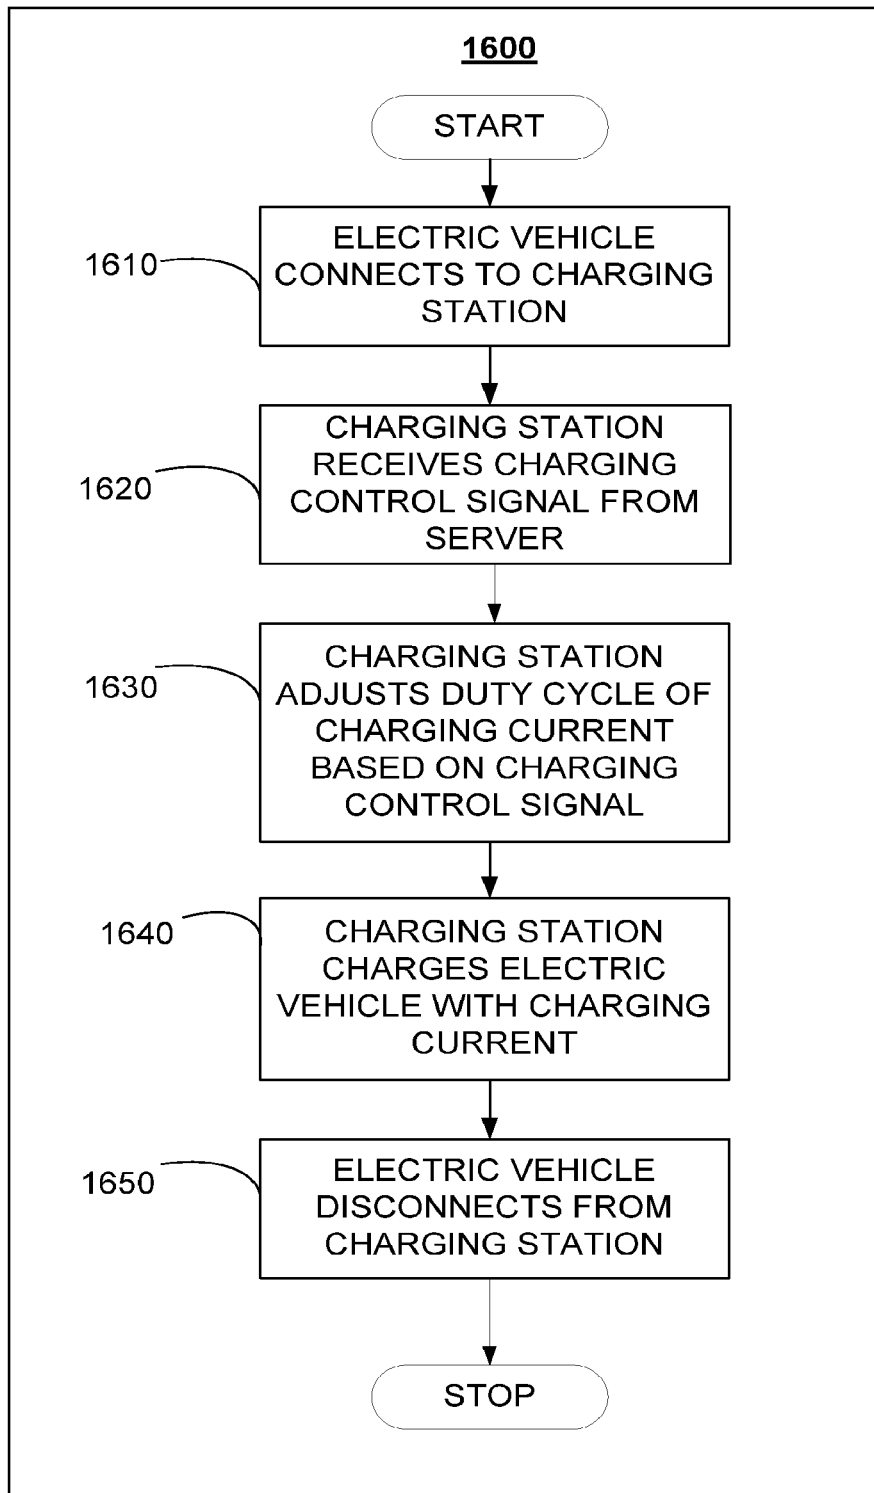 1600
START
1610
ELECTRIC VEHICLE
CONNECTS TO CHARGING
STATION
1620
CHARGING STATION
RECEIVES CHARGING
CONTROL SIGNAL FROM
SERVER
1630
CHARGING STATION
ADJUSTS DUTY CYCLE OF
CHARGING CURRENT
BASED ON CHARGING
CONTROL SIGNAL
1640
CHARGING STATION
CHARGES ELECTRIC
VEHICLE WITH CHARGING
CURRENT
1650
ELECTRIC VEHICLE
DISCONNECTS FROM
CHARGING STATION
STOP